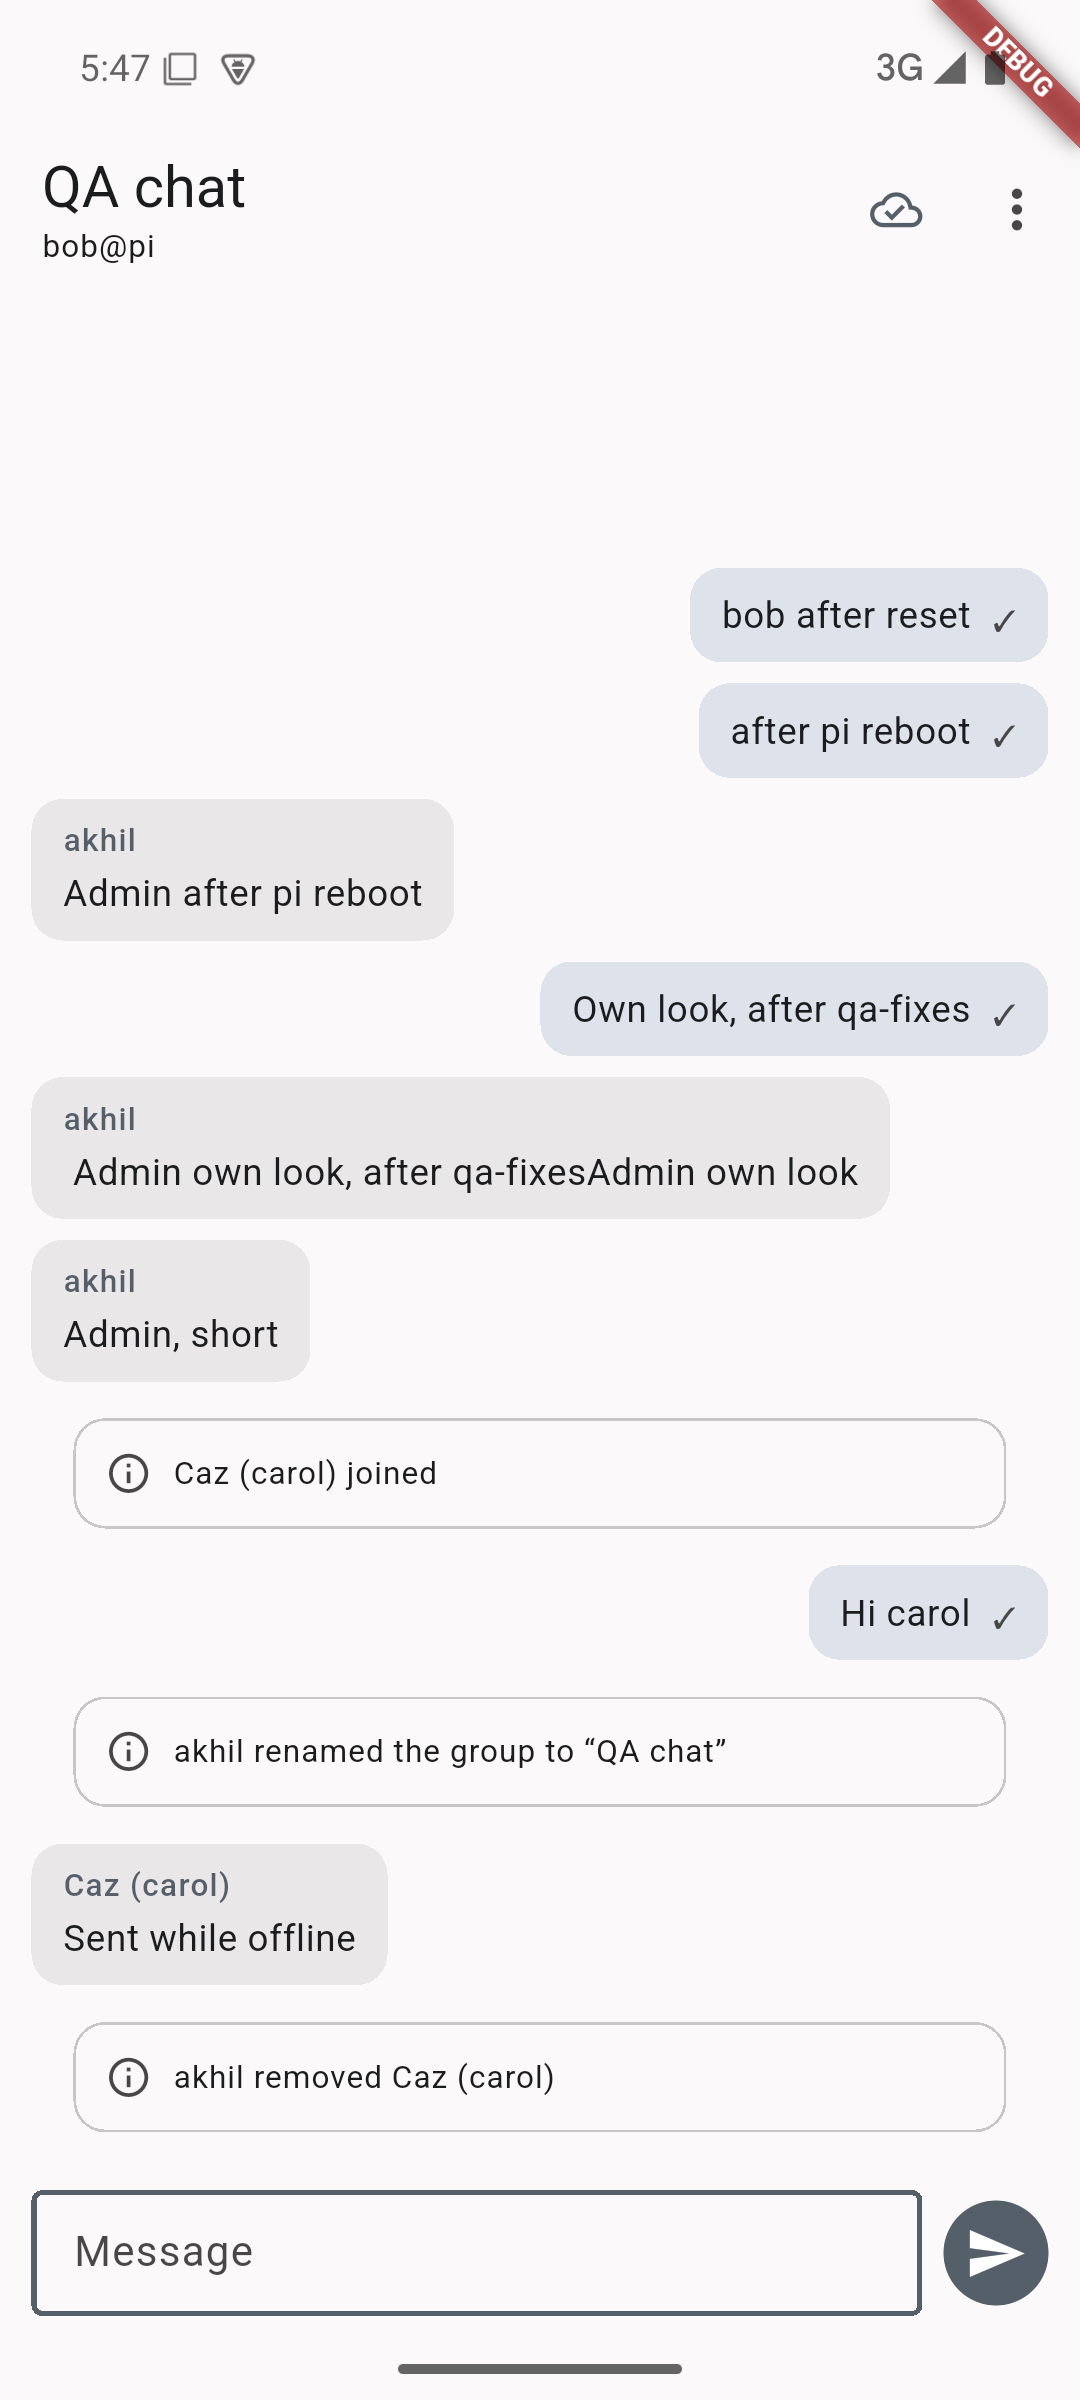 5:47
3G
DEBUG
QA chat
bob@pi
bob after reset ✓
after pi reboot ✓
akhil
Admin after pi reboot
Own look, after qa-fixes ✓
akhil
Admin own look, after qa-fixesAdmin own look
akhil
Admin, short
Caz (carol) joined
Hi carol ✓
akhil renamed the group to “QA chat”
Caz (carol)
Sent while offline
akhil removed Caz (carol)
Message